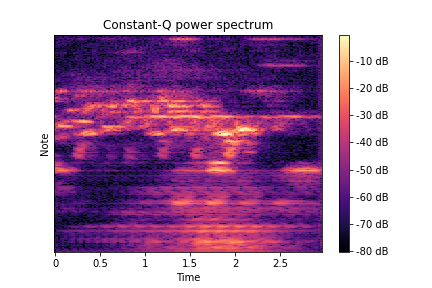 Constant-Q power spectrum
Note
0
0.5
1
1.5
2
2.5
Time
-10 dB
-20 dB
-30 dB
-40 dB
-50 dB
-60 dB
-70 dB
-80 dB